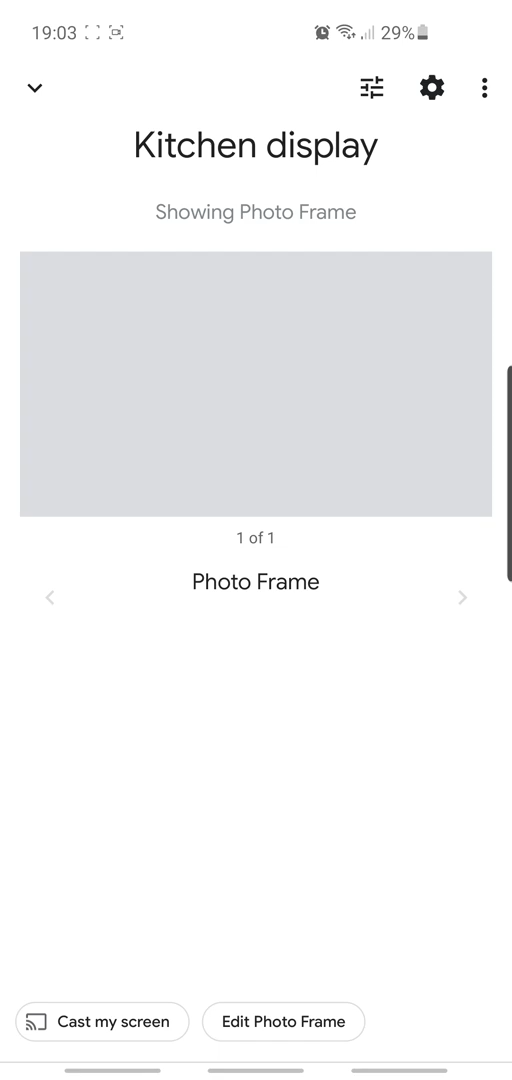 19:03 29%
Kitchen display
Showing Photo Frame
1 of 1
Photo Frame
Cast my screen Edit Photo Frame